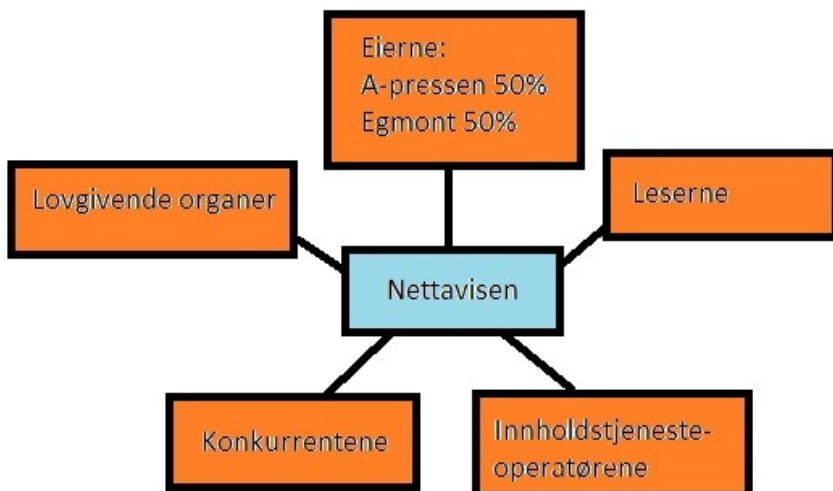 Eierne:
A-pressen 50%
Egmont 50%
Lovgivende organer
Leserne
Nettavisen
Konkurrentene
Innholdstjeneste-
operatørene